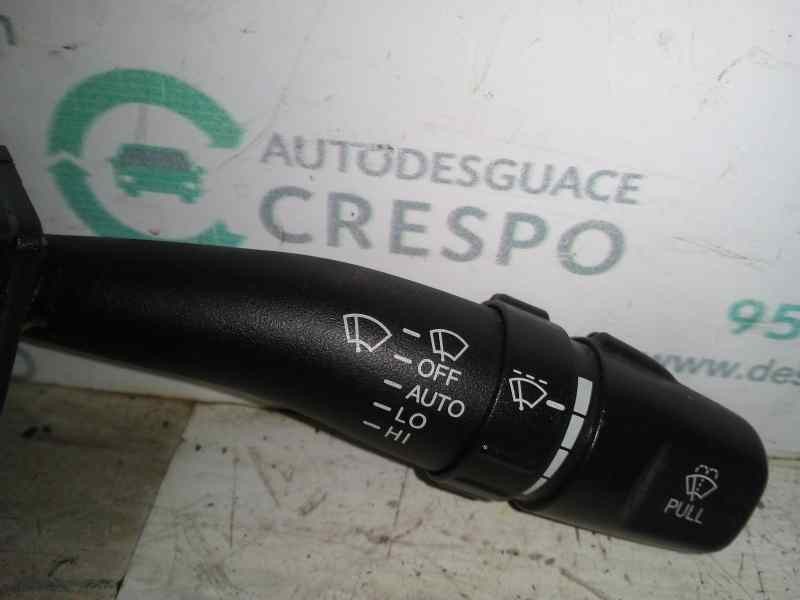 AUTODESGUACE
CRESPO
95
www.des
OFF
AUTO
LO
HI
PULL